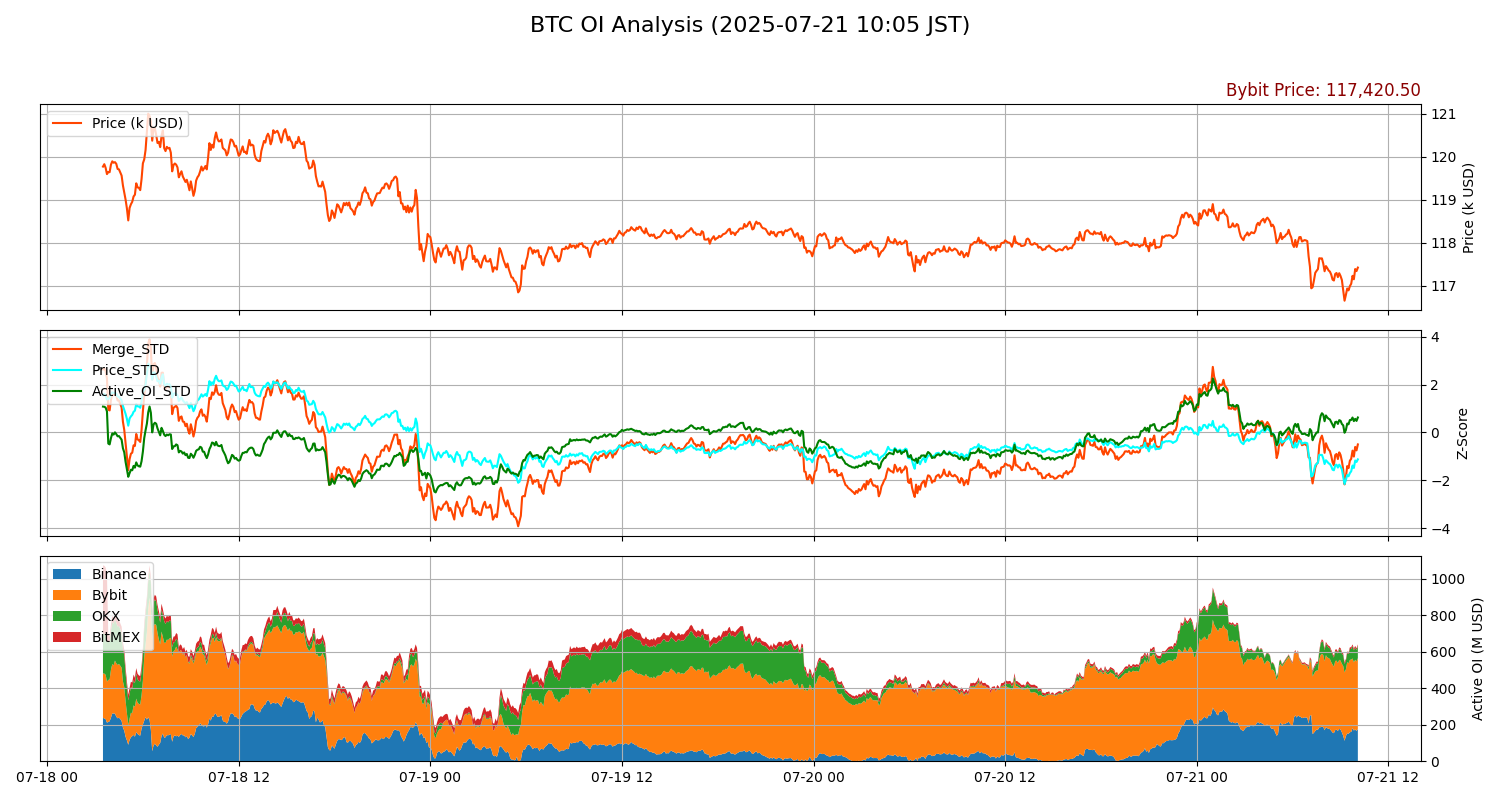 BTC OI Analysis (2025-07-21 10:05 JST)
Bybit Price: 117,420.50
Price (k USD)
121
120
119
118
117
Price (k USD)
Merge_STD
Price_STD
Active_OI_STD
4
2
0
−2
−4
Z-Score
Binance
Bybit
OKX
BitMEX
1000
800
600
400
200
0
Active OI (M USD)
07-18 00 07-18 12 07-19 00 07-19 12 07-20 00 07-20 12 07-21 00 07-21 12